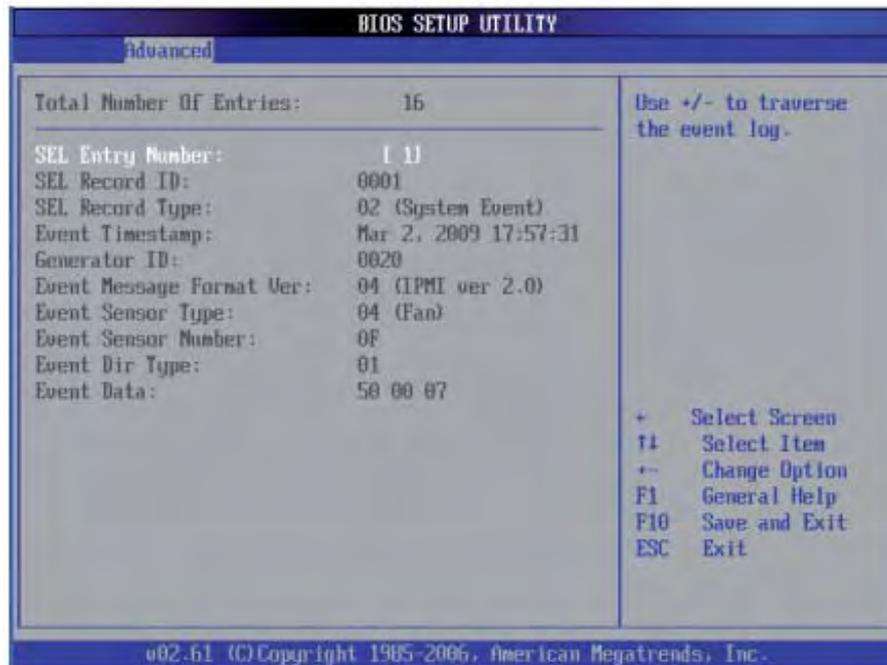 BIOS SETUP UTILITY
Advanced
Total Number Of Entries: 16
SEL Entry Number: [ 1]
SEL Record ID: 0001
SEL Record Type: 02 (System Event)
Event Timestamp: Mar 2, 2009 17:57:31
Generator ID: 0020
Event Message Format Ver: 04 (IPMI ver 2.0)
Event Sensor Type: 04 (Fan)
Event Sensor Number: 0F
Event Dir Type: 01
Event Data: 50 00 07
Use +/- to traverse
the event log.
← Select Screen
↑↓ Select Item
+- Change Option
F1 General Help
F10 Save and Exit
ESC Exit
v02.61 (C)Copyright 1985-2006, American Megatrends, Inc.